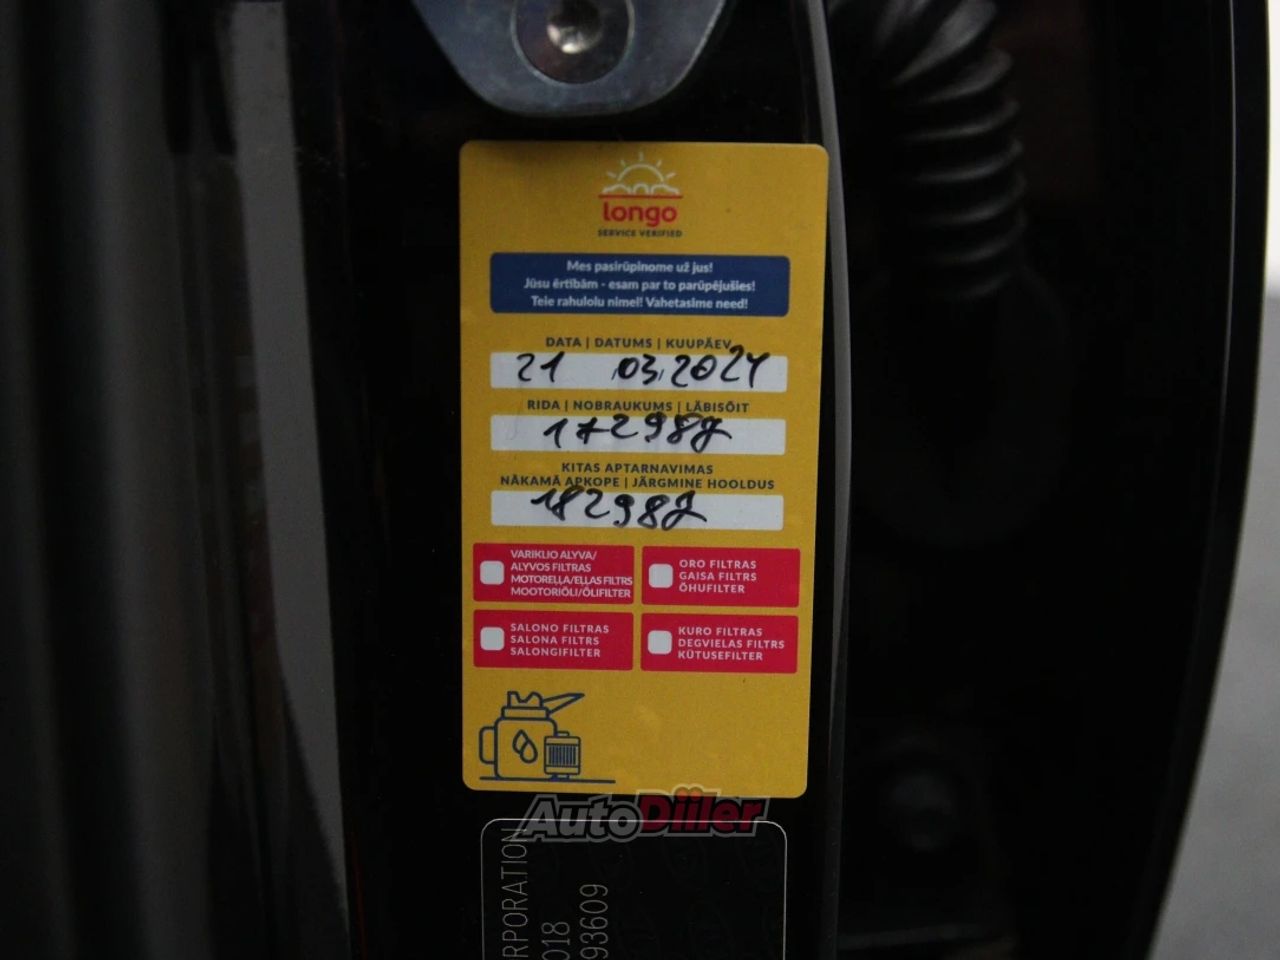 longo
SERVICE VERIFIED
Mes pasirūpinome už jus!
Jūsu ērtībām - esam par to parūpējušies!
Teie rahulolu nimel! Vahetasime need!
DATA | DATUMS | KUUPÄEV
21 .03.2024
RIDA | NOBRAUKUMS | LÄBISÕIT
172987
KITAS APTARNAVIMAS
NĀKAMĀ APKOPE | JÄRGMINE HOOLDUS
182987
VARIKLIO ALYVA/
ALYVOS FILTRAS
MOTOREĻĻA/EĻĻAS FILTRS
MOOTORIÕLI/ÕLIFILTER
ORO FILTRAS
GAISA FILTRS
ÕHUFILTER
SALONO FILTRAS
SALONA FILTRS
SALONGIFILTER
KURO FILTRAS
DEGVIELAS FILTRS
KÜTUSEFILTER
AutoDiiler
RPORATION
018
93609